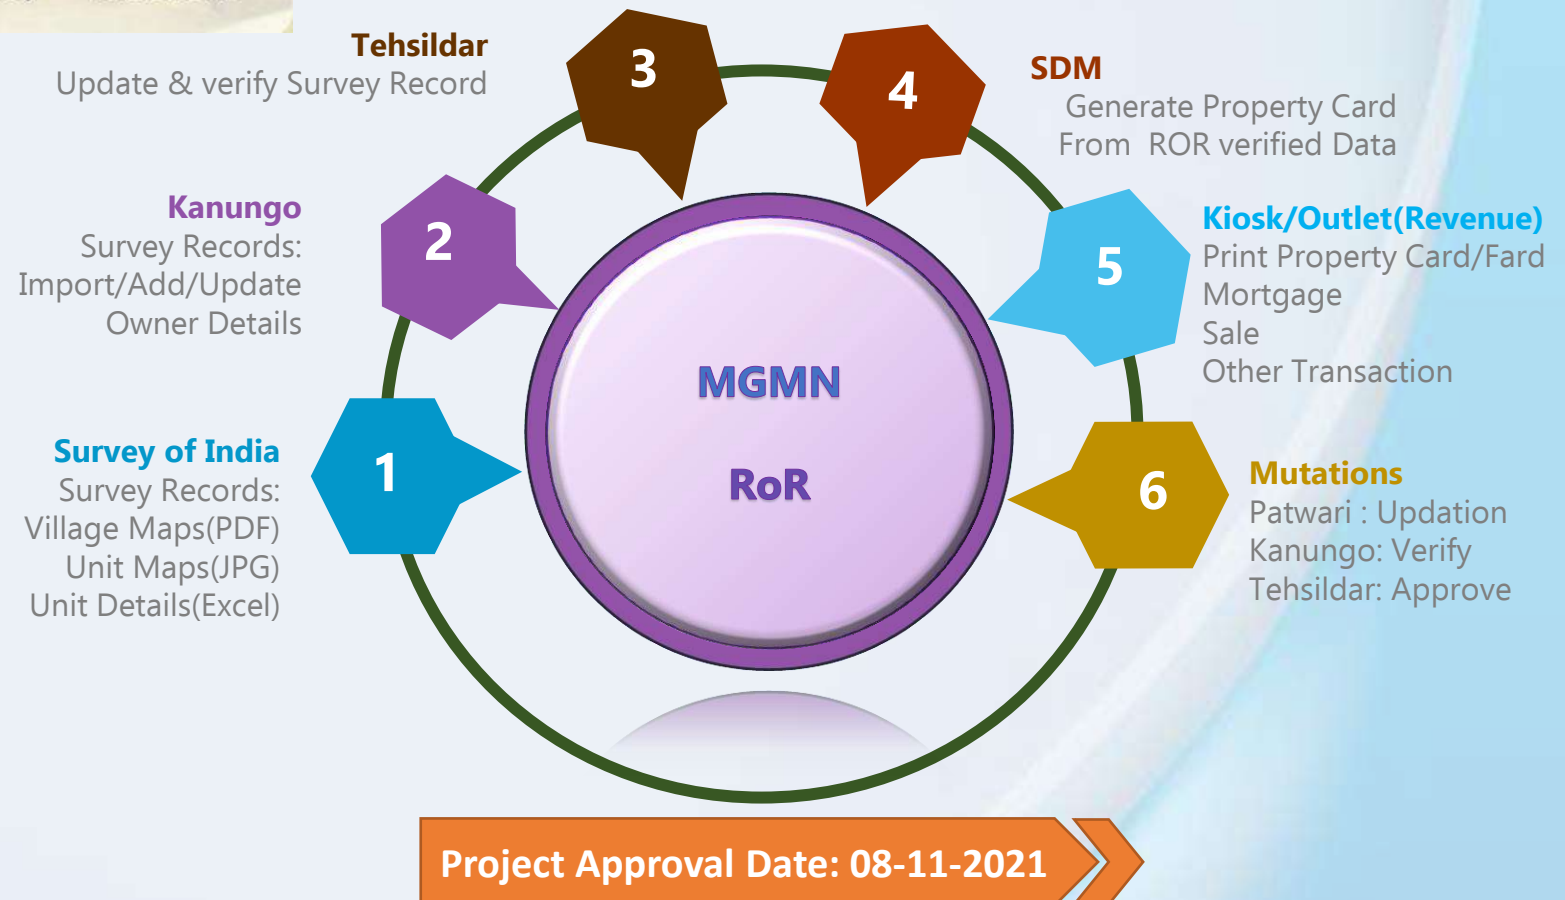 Tehsildar
Update & verify Survey Record
3
4
SDM
Generate Property Card
From ROR verified Data
Kanungo
Survey Records:
Import/Add/Update
Owner Details
2
5
Kiosk/Outlet(Revenue)
Print Property Card/Fard
Mortgage
Sale
Other Transaction
MGMN
RoR
Survey of India
Survey Records:
Village Maps(PDF)
Unit Maps(JPG)
Unit Details(Excel)
1
6
Mutations
Patwari : Updation
Kanungo: Verify
Tehsildar: Approve
Project Approval Date: 08-11-2021